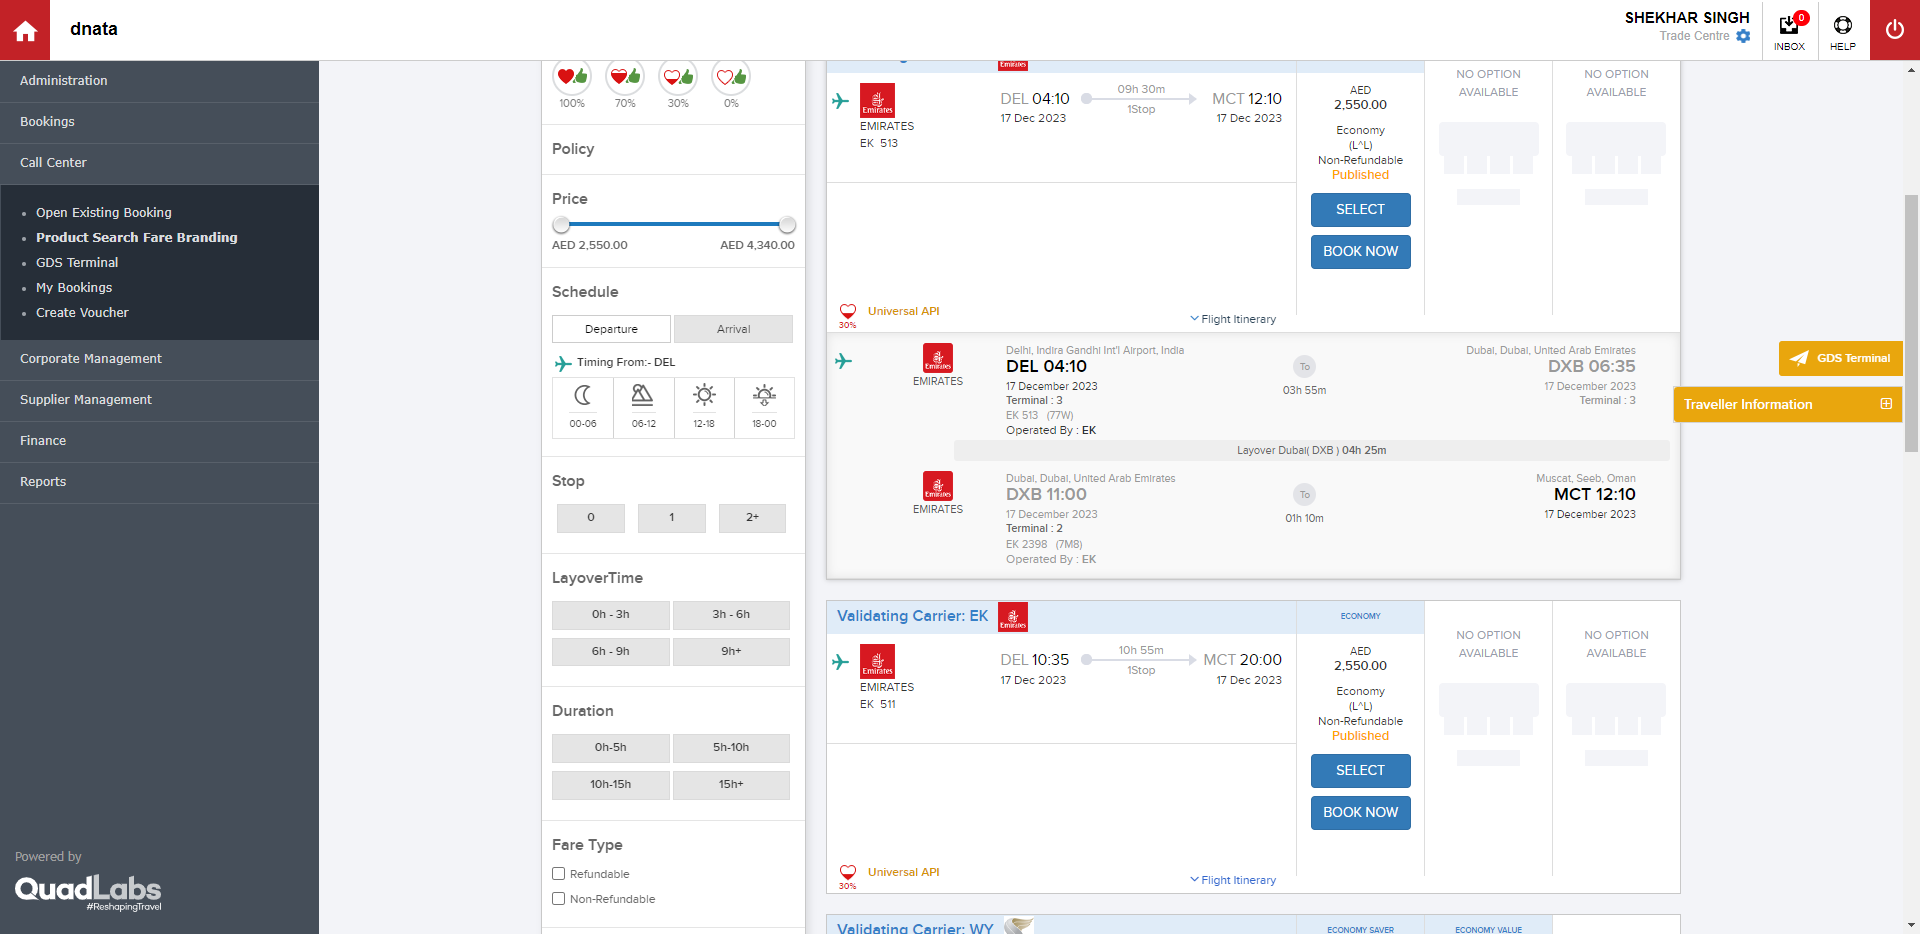 dnata
SHEKHAR SINGH
Trade Centre
0
INBOX
HELP
Administration
Bookings
Call Center
Open Existing Booking
Product Search Fare Branding
GDS Terminal
My Bookings
Create Voucher
Corporate Management
Supplier Management
Finance
Reports
Powered by
QuadLabs
#ReshapingTravel
100%
70%
30%
0%
Policy
Price
AED 2,550.00
AED 4,340.00
Schedule
Departure
Arrival
Timing From:- DEL
00-06
06-12
12-18
18-00
Stop
0
1
2+
LayoverTime
0h - 3h
3h - 6h
6h - 9h
9h+
Duration
0h-5h
5h-10h
10h-15h
15h+
Fare Type
Refundable
Non-Refundable
Emirates
Emirates
EMIRATES
EK 513
DEL 04:10
17 Dec 2023
09h 30m
1Stop
MCT 12:10
17 Dec 2023
AED
2,550.00
Economy
(L^L)
Non-Refundable
Published
SELECT
BOOK NOW
NO OPTION
AVAILABLE
NO OPTION
AVAILABLE
30%
Universal API
Flight Itinerary
Emirates
EMIRATES
Delhi, Indira Gandhi Int'l Airport, India
DEL 04:10
17 December 2023
Terminal : 3
EK 513 (77W)
Operated By : EK
To
03h 55m
Dubai, Dubai, United Arab Emirates
DXB 06:35
17 December 2023
Terminal : 3
Layover Dubai( DXB ) 04h 25m
Emirates
EMIRATES
Dubai, Dubai, United Arab Emirates
DXB 11:00
17 December 2023
Terminal : 2
EK 2398 (7M8)
Operated By : EK
To
01h 10m
Muscat, Seeb, Oman
MCT 12:10
17 December 2023
GDS Terminal
Traveller Information
Validating Carrier: EK
Emirates
ECONOMY
Emirates
EMIRATES
EK 511
DEL 10:35
17 Dec 2023
10h 55m
1Stop
MCT 20:00
17 Dec 2023
AED
2,550.00
Economy
(L^L)
Non-Refundable
Published
SELECT
BOOK NOW
NO OPTION
AVAILABLE
NO OPTION
AVAILABLE
30%
Universal API
Flight Itinerary
Validating Carrier: WY
ECONOMY SAVER
ECONOMY VALUE